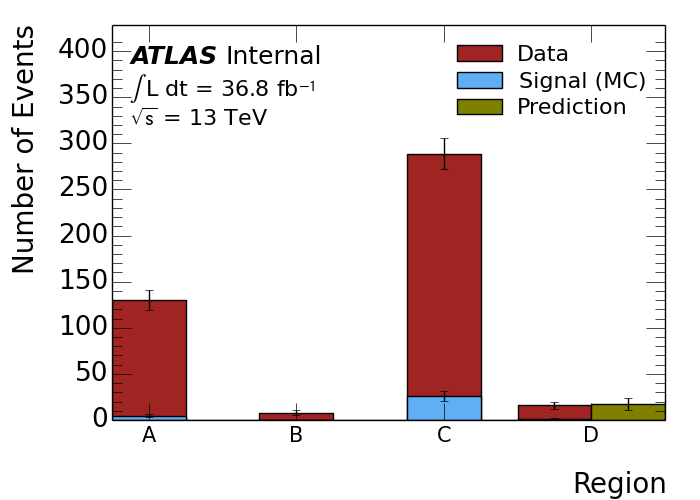 Number of Events
400
350
300
250
200
150
100
50
0
ATLAS Internal
∫L dt = 36.8 fb⁻¹
√s = 13 TeV
Data
Signal (MC)
Prediction
A B C D
Region